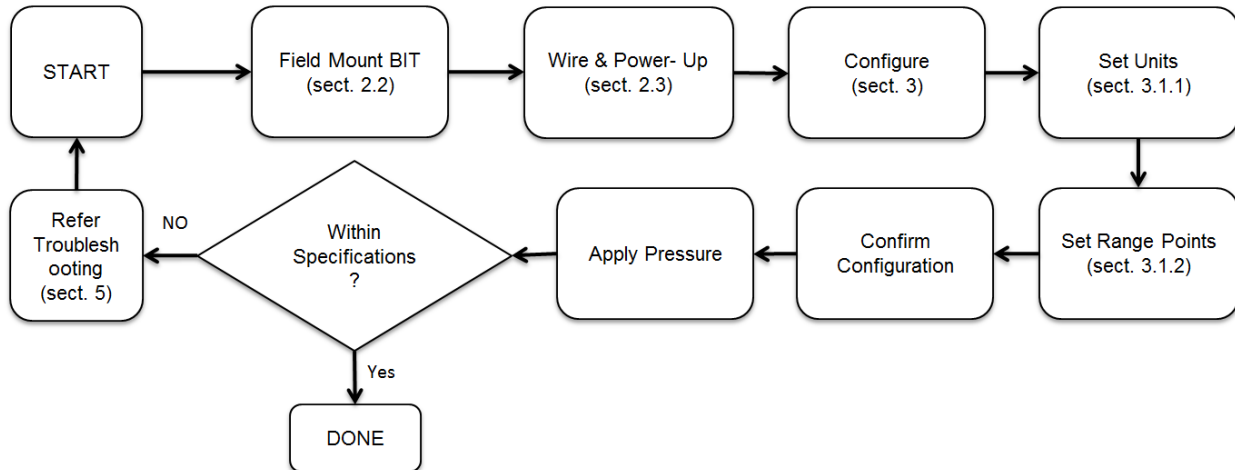 START
Field Mount BIT
(sect. 2.2)
Wire & Power- Up
(sect. 2.3)
Configure
(sect. 3)
Set Units
(sect. 3.1.1)
Set Range Points
(sect. 3.1.2)
Confirm
Configuration
Apply Pressure
Within
Specifications
?
NO
Refer
Troublesh
ooting
(sect. 5)
Yes
DONE